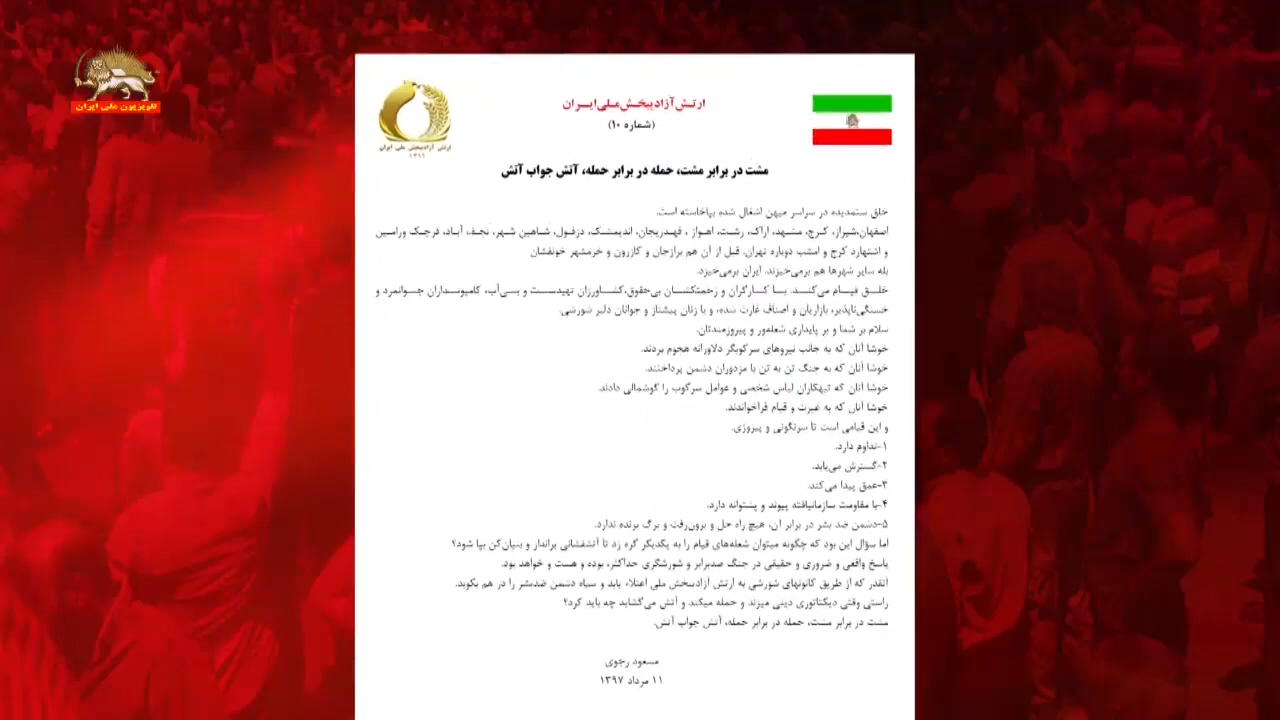 تلویزیون ملی ایران
ارتش آزادیبخش ملی ایران
(شماره ۱۰)
ارتش آزادیبخش ملی ایران
مشت در برابر مشت، حمله در برابر حمله، آتش جواب آتش
خلق ستمدیده در سراسر میهن اشغال شده بپاخاسته است.
اصفهان،شیراز، کرج، مشهد، اراک، رشت، اهواز ، قهدریجان، اندیمشک، دزفول، شاهین شهر، نجف آباد، قرچک ورامین
و اشتهارد کرج و امشب دوباره تهران. قبل از آن هم برازجان و کازرون و خرمشهر خونفشان
بله سایر شهرها هم برمی‌خیزند. ایران برمی‌خیزد.
خلق قیام می‌کند. با کارگران و زحمتکشان بی‌حقوق،کشاورزان تهیدست و بی‌آب، کامیونداران جوانمرد و
خستگی‌ناپذیر، بازاریان و اصناف غارت شده، و با زنان پیشتاز و جوانان دلیر شورشی.
سلام بر شما و بر پایداری شعله‌ور و پیروزمندتان.
خوشا آنان که به جانب نیروهای سرکوبگر دلاورانه هجوم بردند.
خوشا آنان که به جنگ تن به تن با مزدوران دشمن پرداختند.
خوشا آنان که تبهکاران لباس شخصی و عوامل سرکوب را گوشمالی دادند.
خوشا آنان که به غیرت و قیام فراخواندند.
و این قیامی است تا سرنگونی و پیروزی.
۱-تداوم دارد.
۲-گسترش می‌یابد.
۳-عمق پیدا می‌کند.
۴-با مقاومت سازمانیافته پیوند و پشتوانه دارد.
۵-دشمن ضد بشر در برابر آن، هیچ راه حل و برون‌رفت و برگ برنده ندارد.
اما سؤال این بود که چگونه میتوان شعله‌های قیام را به یکدیگر گره زد تا آتشفشانی برانداز و بنیان‌کن بپا شود؟
پاسخ واقعی و ضروری و حقیقی در جنگ صدبرابر و شورشگری حداکثر، بوده و هست و خواهد بود.
آنقدر که از طریق کانونهای شورشی به ارتش آزادیبخش ملی اعتلاء یابد و سپاه دشمن ضدبشر را در هم بکوبد.
راستی وقتی دیکتاتوری دینی میزند و حمله میکند و آتش می‌گشاید چه باید کرد؟
مشت در برابر مشت، حمله در برابر حمله، آتش جواب آتش.
مسعود رجوی
۱۱ مرداد ۱۳۹۷